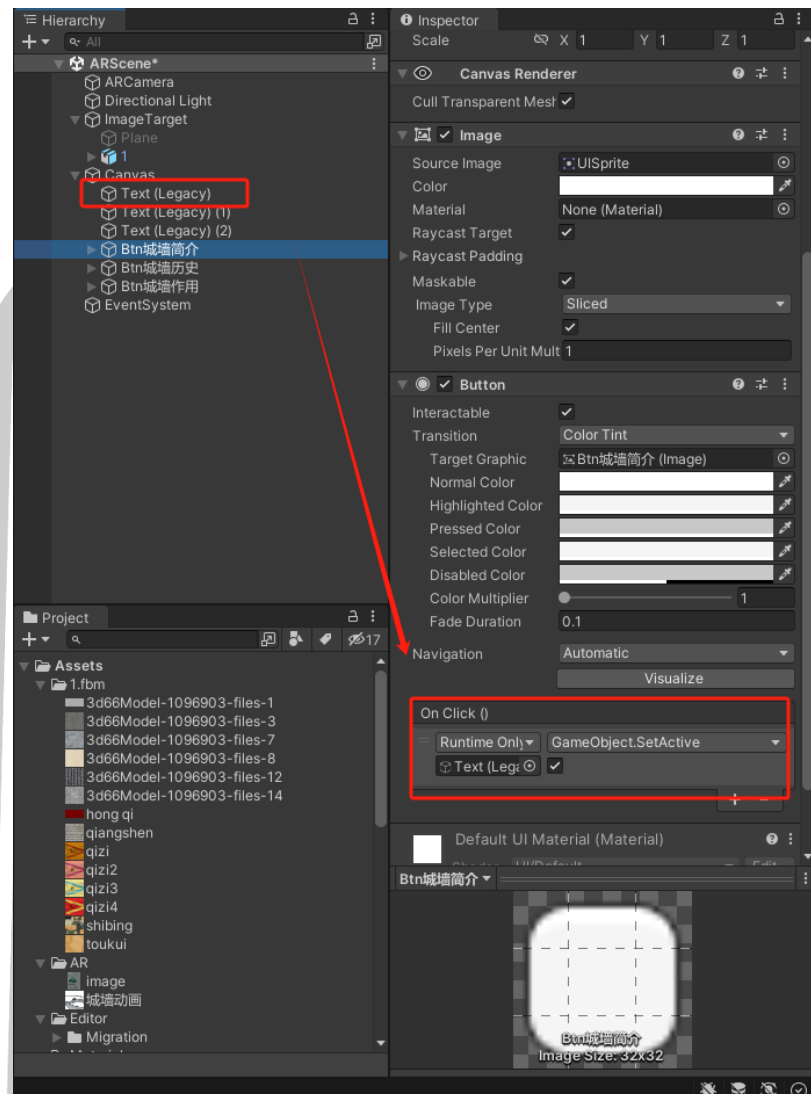 Hierarchy
All
ARScene*
ARCamera
Directional Light
ImageTarget
Plane
1
Canvas
Text (Legacy)
Text (Legacy) (1)
Text (Legacy) (2)
Btn城墙简介
Btn城墙历史
Btn城墙作用
EventSystem
Inspector
Scale X 1 Y 1 Z 1
Canvas Renderer
Cull Transparent Mesh
Image
Source Image UISprite
Color
Material None (Material)
Raycast Target
Raycast Padding
Maskable
Image Type Sliced
Fill Center
Pixels Per Unit Mult 1
Button
Interactable
Transition Color Tint
Target Graphic Btn城墙简介 (Image)
Normal Color
Highlighted Color
Pressed Color
Selected Color
Disabled Color
Color Multiplier 1
Fade Duration 0.1
Navigation Automatic
Visualize
On Click ()
Runtime Only GameObject.SetActive
Text (Lega
Default UI Material (Material)
Btn城墙简介
Btn城墙简介
Image Size: 32x32
Project
17
Assets
1.fbm
3d66Model-1096903-files-1
3d66Model-1096903-files-3
3d66Model-1096903-files-7
3d66Model-1096903-files-8
3d66Model-1096903-files-12
3d66Model-1096903-files-14
hong qi
qiangshen
qizi
qizi2
qizi3
qizi4
shibing
toukui
AR
image
城墙动画
Editor
Migration